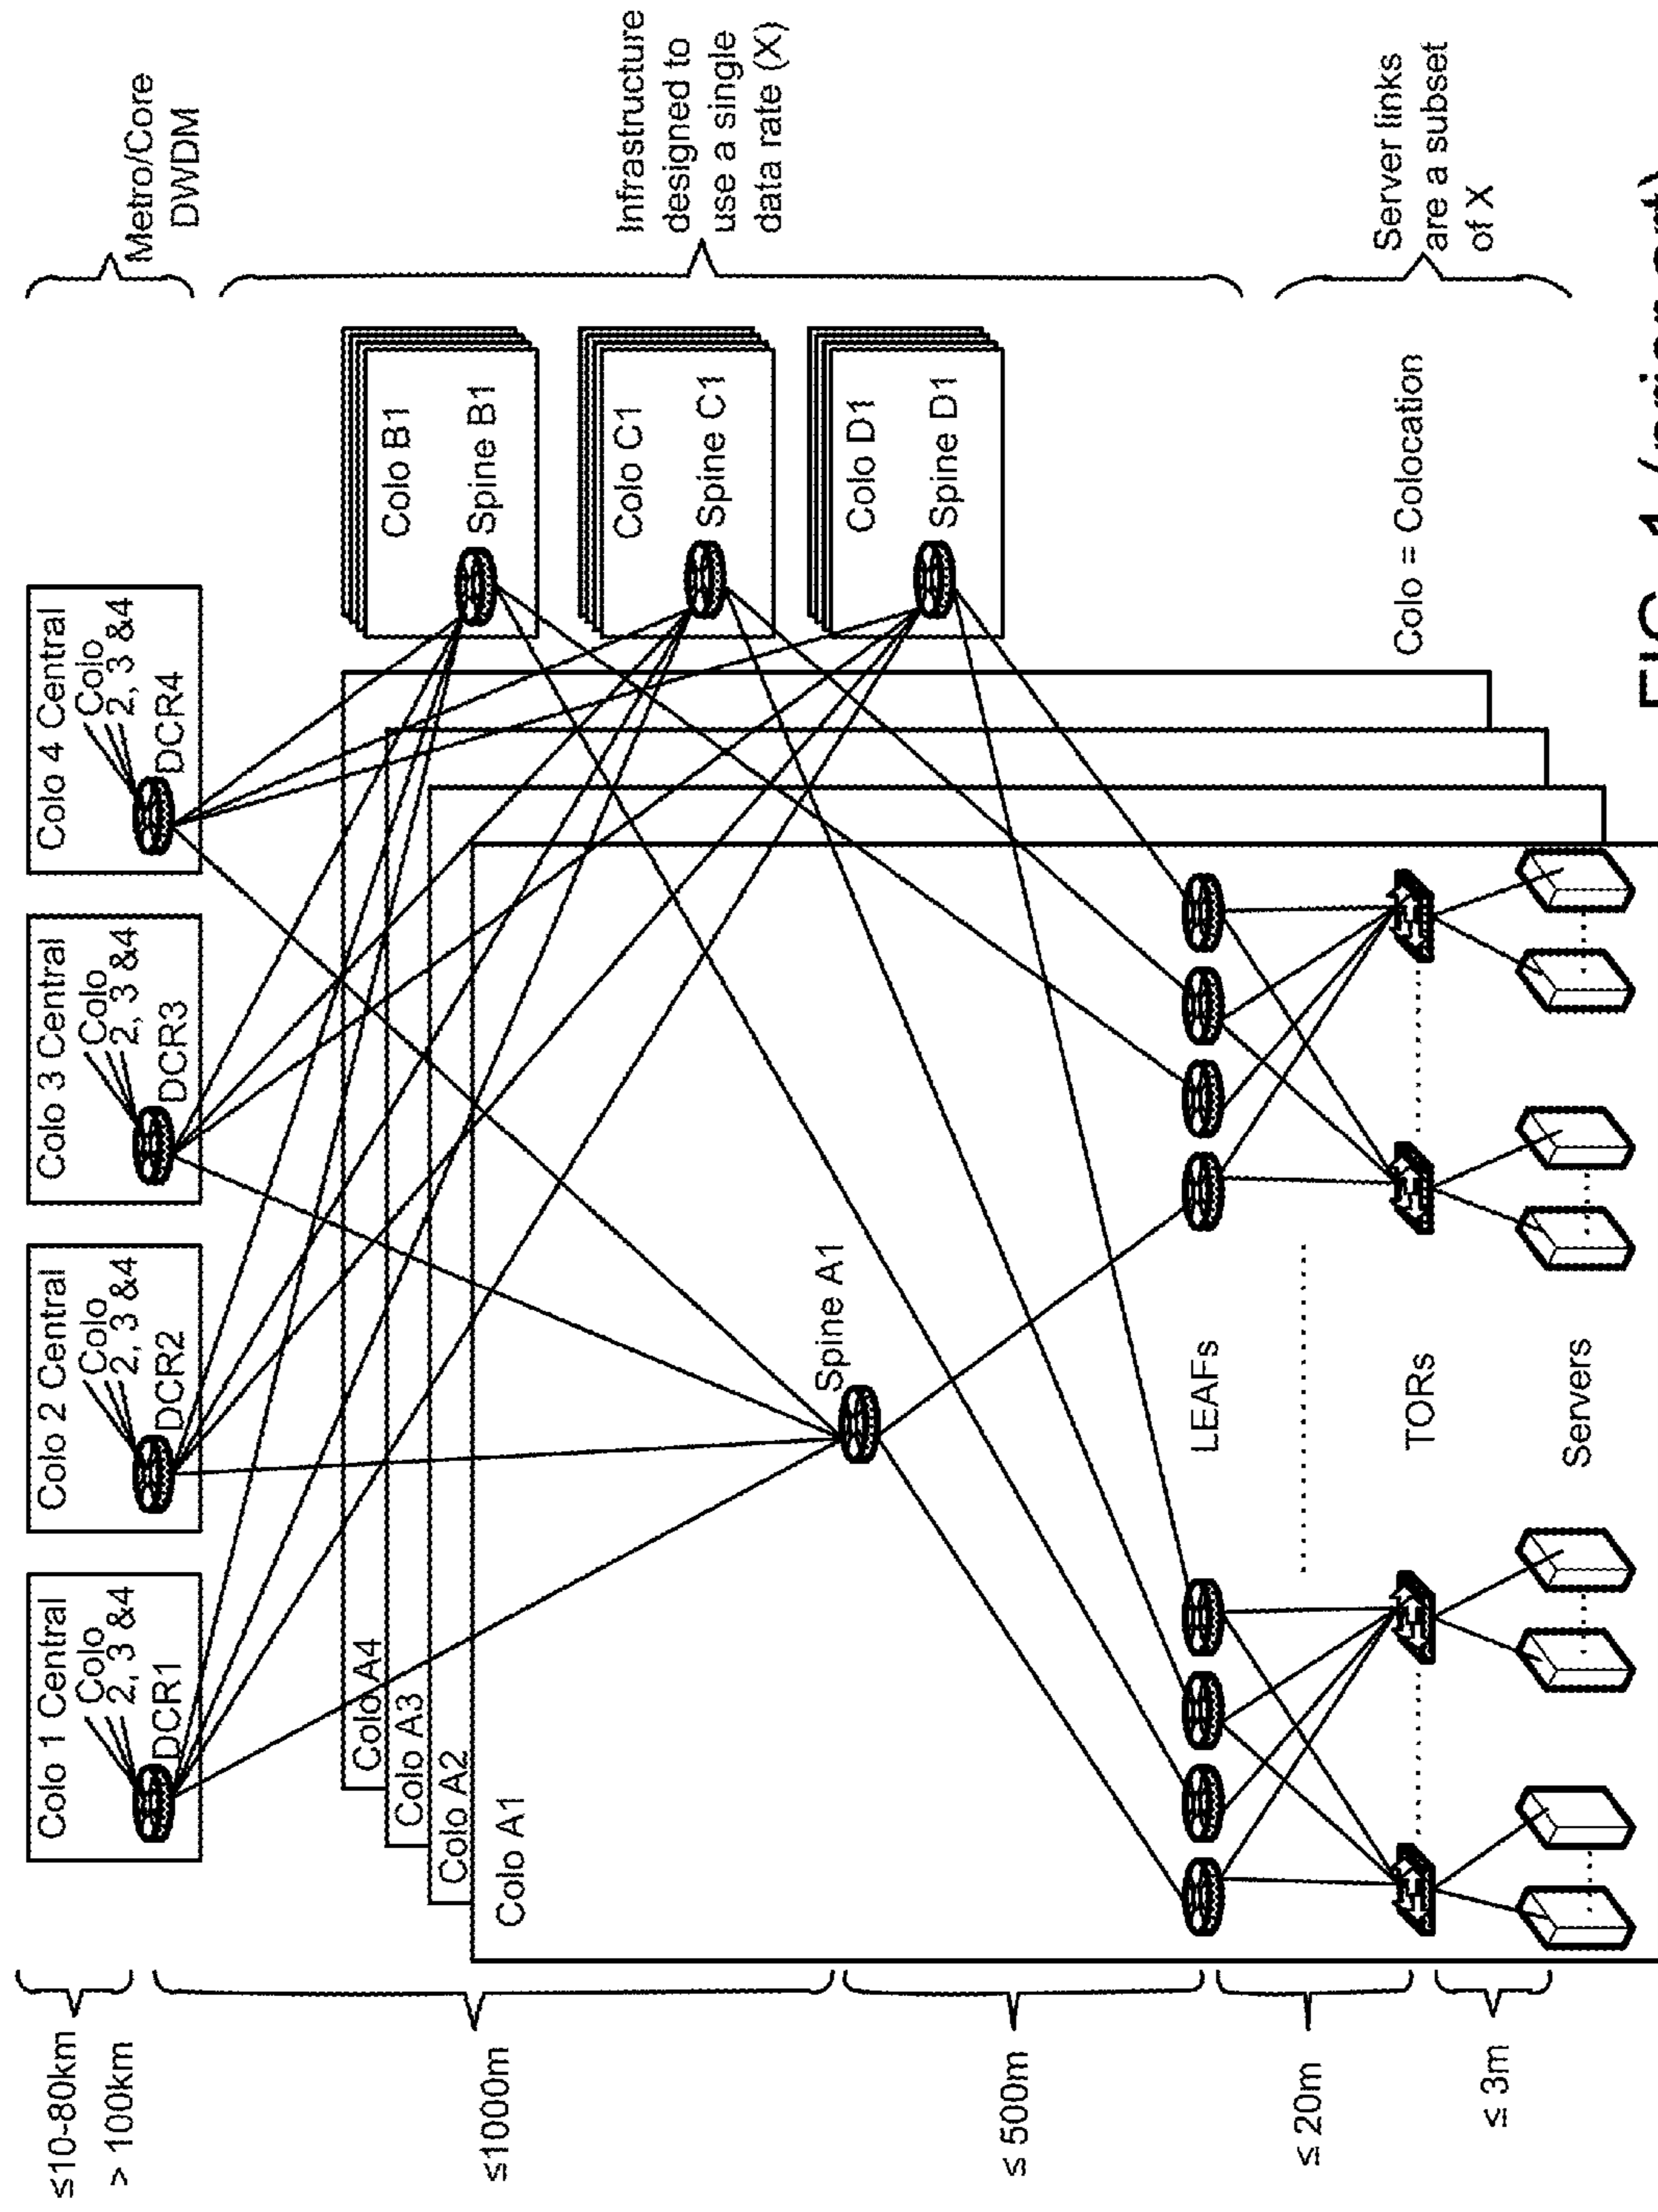 Colo 1 Central
Colo
2, 3 &4
DCR1
Colo 2 Central
Colo
2, 3 &4
DCR2
Colo 3 Central
Colo
2, 3 &4
DCR3
Colo 4 Central
Colo
2, 3 &4
DCR4
≤10-80km
> 100km
Metro/Core
DWDM
Colo A4
Colo A3
Colo A2
Colo A1
Colo B1
Spine B1
Colo C1
Spine C1
Colo D1
Spine D1
Infrastructure
designed to
use a single
data rate (X)
≤1000m
Spine A1
≤ 500m
LEAFs
≤ 20m
TORs
Colo = Colocation
Server links
are a subset
of X
≤ 3m
Servers
FIG. 1 (prior art)